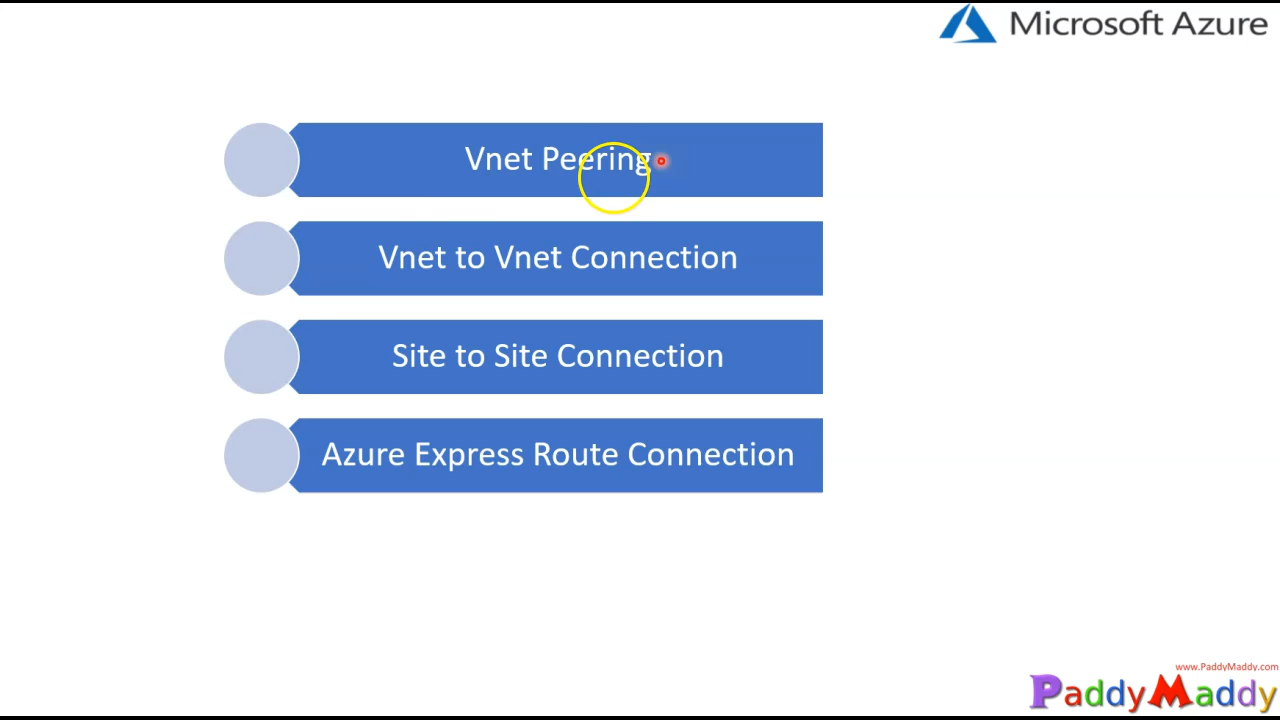 Microsoft Azure
Vnet Peering
Vnet to Vnet Connection
Site to Site Connection
Azure Express Route Connection
www.PaddyMaddy.com
PaddyMaddy